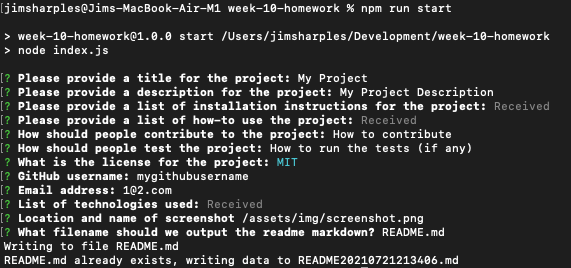 [jimsharples@Jims-MacBook-Air-M1 week-10-homework % npm run start
> week-10-homework@1.0.0 start /Users/jimsharples/Development/week-10-homework
> node index.js
[? Please provide a title for the project: My Project
[? Please provide a description for the project: My Project Description
[? Please provide a list of installation instructions for the project: Received
[? Please provide a list of how-to use the project: Received
[? How should people contribute to the project: How to contribute
[? How should people test the project: How to run the tests (if any)
? What is the license for the project: MIT
[? GitHub username: mygithubusername
[? Email address: 1@2.com
[? List of technologies used: Received
[? Location and name of screenshot /assets/img/screenshot.png
[? What filename should we output the readme markdown? README.md
Writing to file README.md
README.md already exists, writing data to README20210721213406.md